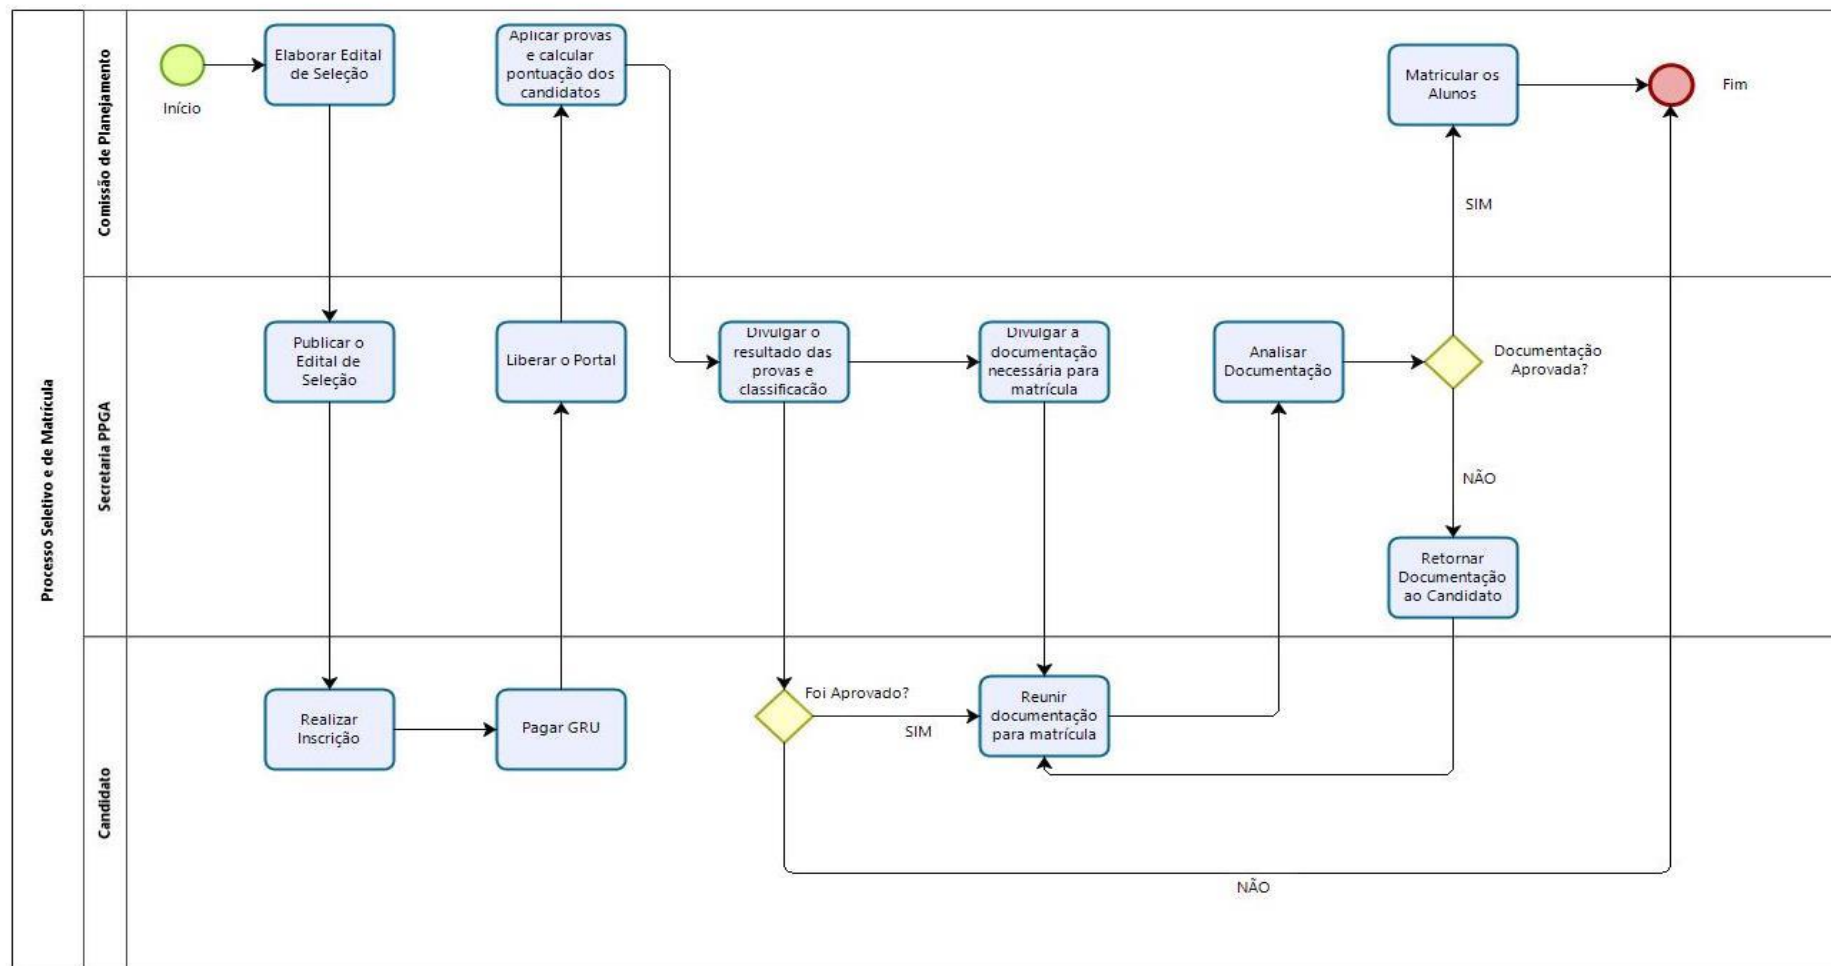 Processo Seletivo e de Matrícula
Comissão de Planejamento
Início
Elaborar Edital
de Seleção
Aplicar provas
e calcular
pontuação dos
candidatos
Matricular os
Alunos
Fim
SIM
Secretaria PPGA
Publicar o
Edital de
Seleção
Liberar o Portal
Divulgar o
resultado das
provas e
classificação
Divulgar a
documentação
necessária para
matrícula
Analisar
Documentação
Documentação
Aprovada?
NÃO
Retornar
Documentação
ao Candidato
Candidato
Realizar
Inscrição
Pagar GRU
Foi Aprovado?
SIM
Reunir
documentação
para matrícula
NÃO